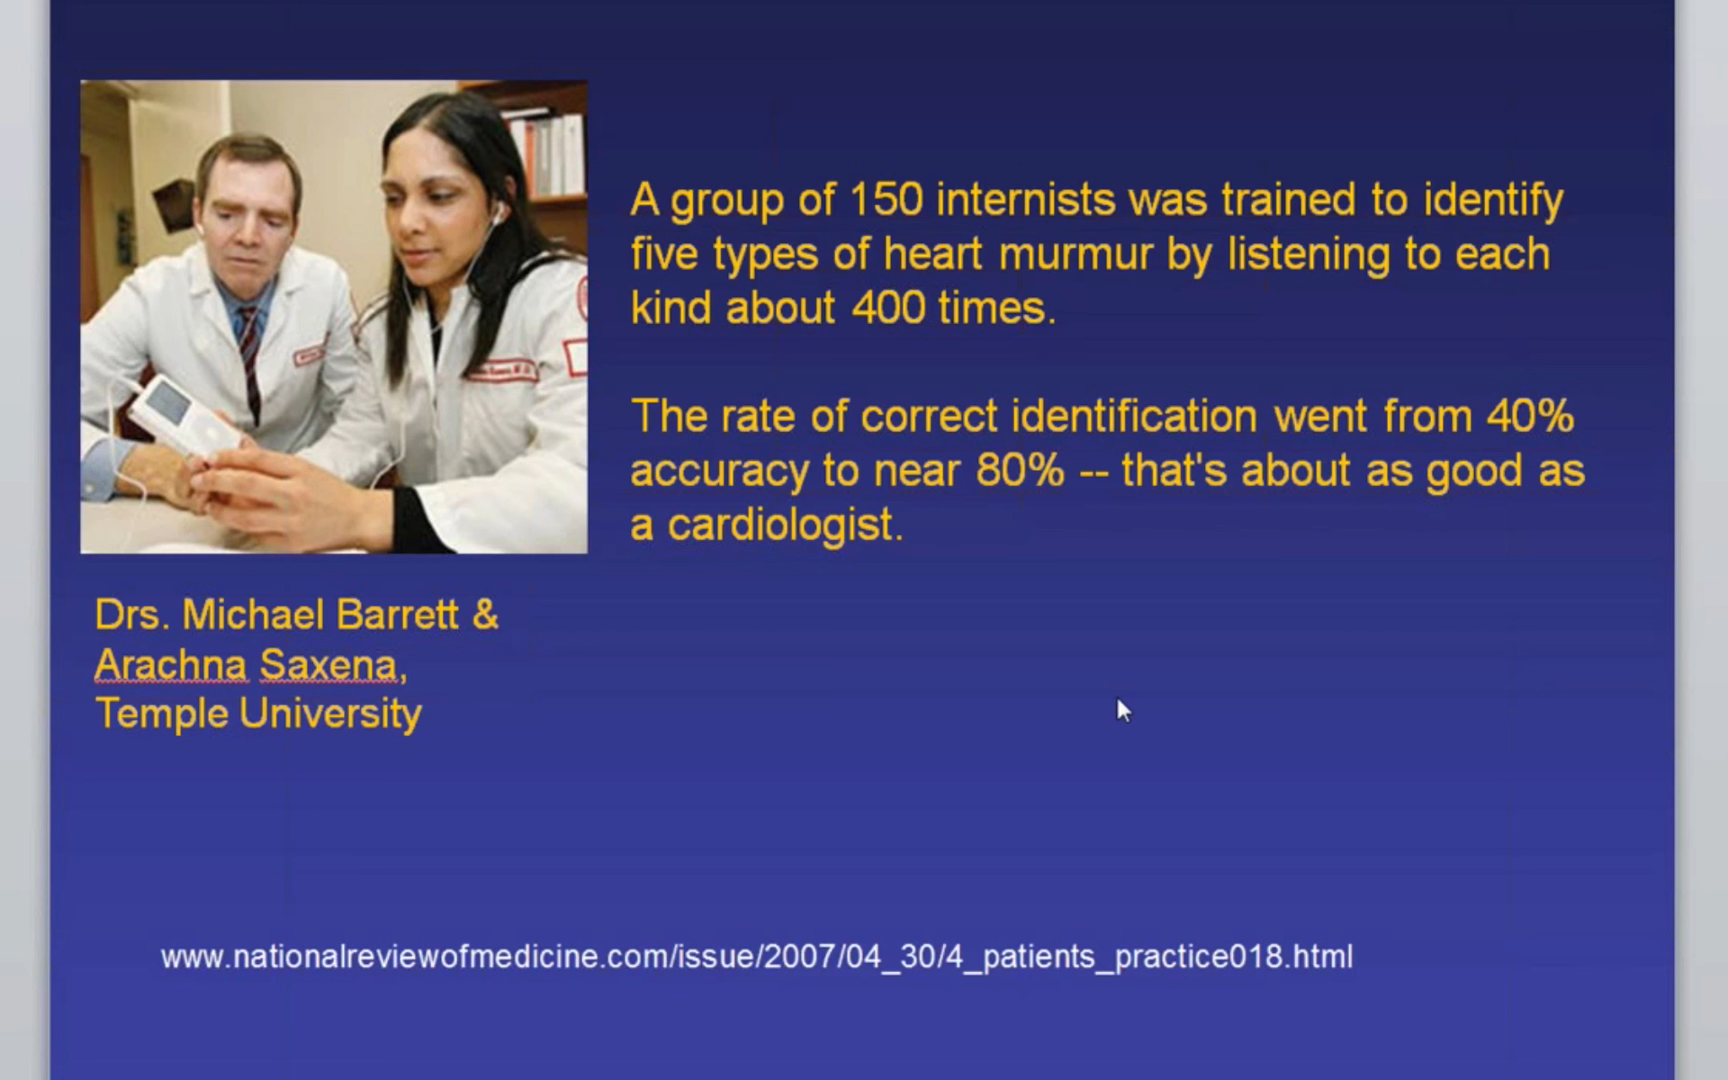 A group of 150 internists was trained to identify
five types of heart murmur by listening to each
kind about 400 times.
The rate of correct identification went from 40%
accuracy to near 80% -- that's about as good as
a cardiologist.
Drs. Michael Barrett &
Arachna Saxena,
Temple University
www.nationalreviewofmedicine.com/issue/2007/04_30/4_patients_practice018.html